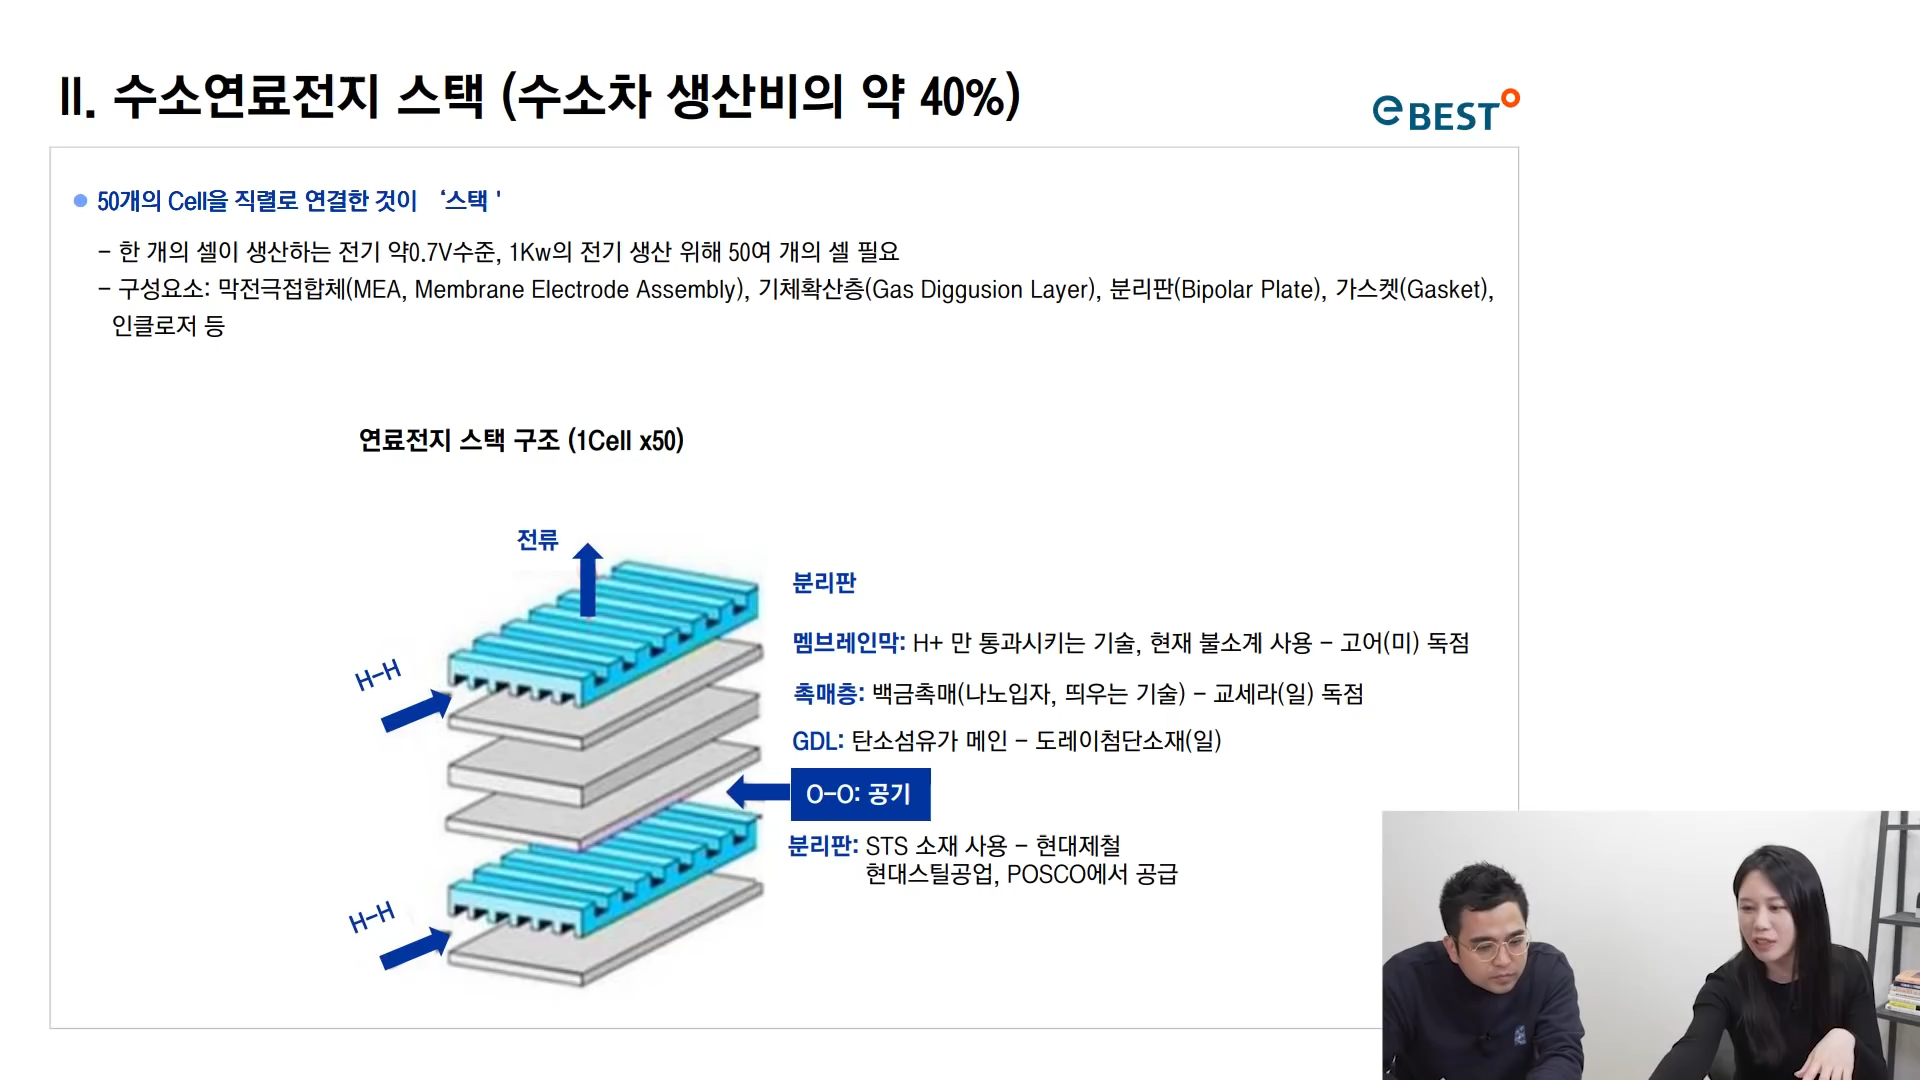 II. 수소연료전지 스택 (수소차 생산비의 약 40%)
eBEST
50개의 Cell을 직렬로 연결한 것이 ‘스택 '
– 한 개의 셀이 생산하는 전기 약0.7V수준, 1Kw의 전기 생산 위해 50여 개의 셀 필요
– 구성요소: 막전극접합체(MEA, Membrane Electrode Assembly), 기체확산층(Gas Diggusion Layer), 분리판(Bipolar Plate), 가스켓(Gasket),
인클로저 등
연료전지 스택 구조 (1Cell x50)
전류
분리판
H–H
멤브레인막: H+ 만 통과시키는 기술, 현재 불소계 사용 – 고어(미) 독점
촉매층: 백금촉매(나노입자, 띄우는 기술) – 교세라(일) 독점
GDL: 탄소섬유가 메인 – 도레이첨단소재(일)
O–O: 공기
분리판: STS 소재 사용 – 현대제철
현대스틸공업, POSCO에서 공급
H–H